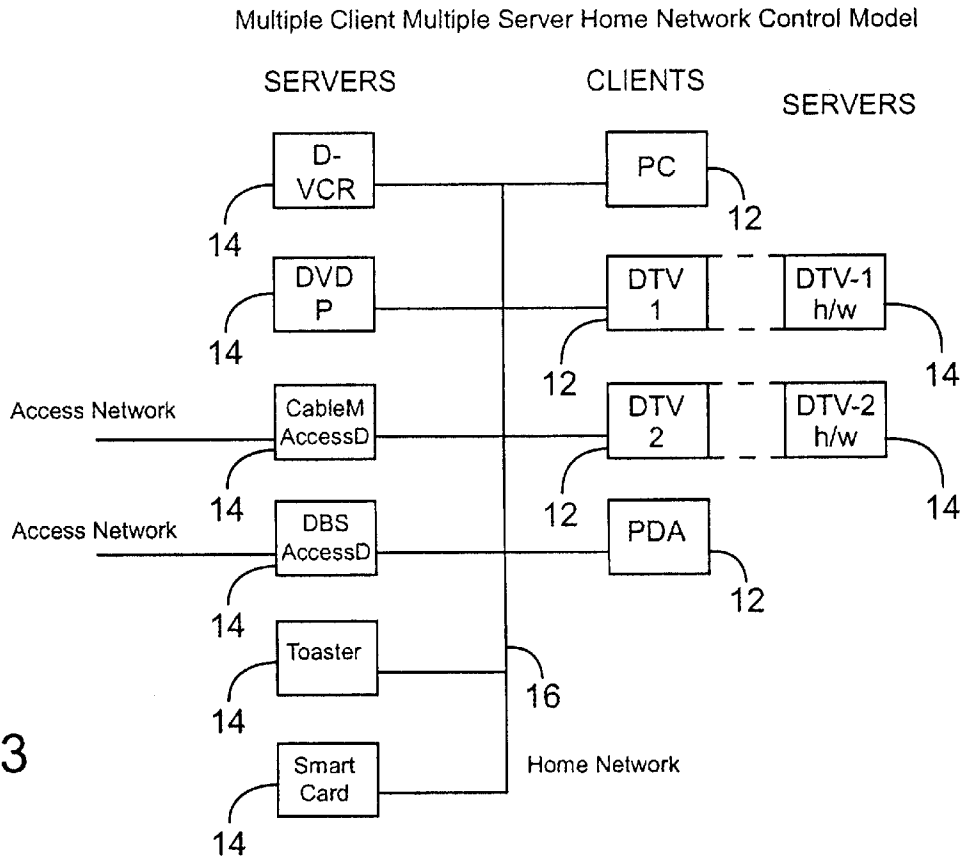 Multiple Client Multiple Server Home Network Control Model
SERVERS
CLIENTS
SERVERS
D-
VCR
14
PC
12
DVD
P
14
DTV
1
12
DTV-1
h/w
14
Access Network
CableM
AccessD
14
DTV
2
12
DTV-2
h/w
14
Access Network
DBS
AccessD
14
PDA
12
Toaster
14
16
3
Smart
Card
14
Home Network